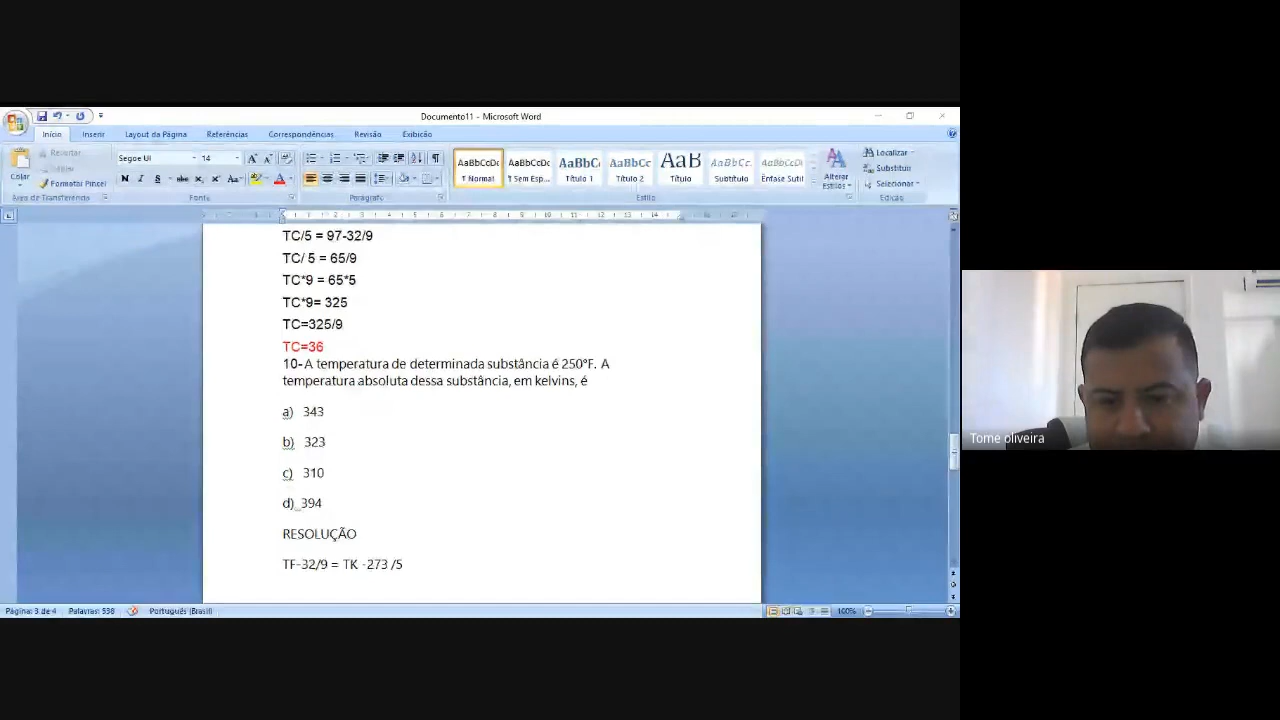 Documento11 - Microsoft Word
Início Inserir Layout da Página Referências Correspondências Revisão Exibição
Recortar
Copiar
Colar
Formatar Pincel
Segoe UI 14
AaBbCcDc AaBbCcDc AaBbC AaBbCc AaB AaBbCc AaBbCcDc
¶ Normal ¶ Sem Esp... Título 1 Título 2 Título Subtítulo Ênfase Sutil
Alterar Estilos
Localizar
Substituir
Selecionar
Área de Transferência Fonte Parágrafo Estilo Edição
TC/5 = 97-32/9
TC/ 5 = 65/9
TC*9 = 65*5
TC*9= 325
TC=325/9
TC=36
10- A temperatura de determinada substância é 250°F. A
temperatura absoluta dessa substância, em kelvins, é
a) 343
b) 323
c) 310
d) 394
RESOLUÇÃO
TF-32/9 = TK -273 /5
Tome oliveira
Página: 3 de 4 Palavras: 538 Português (Brasil) 100%